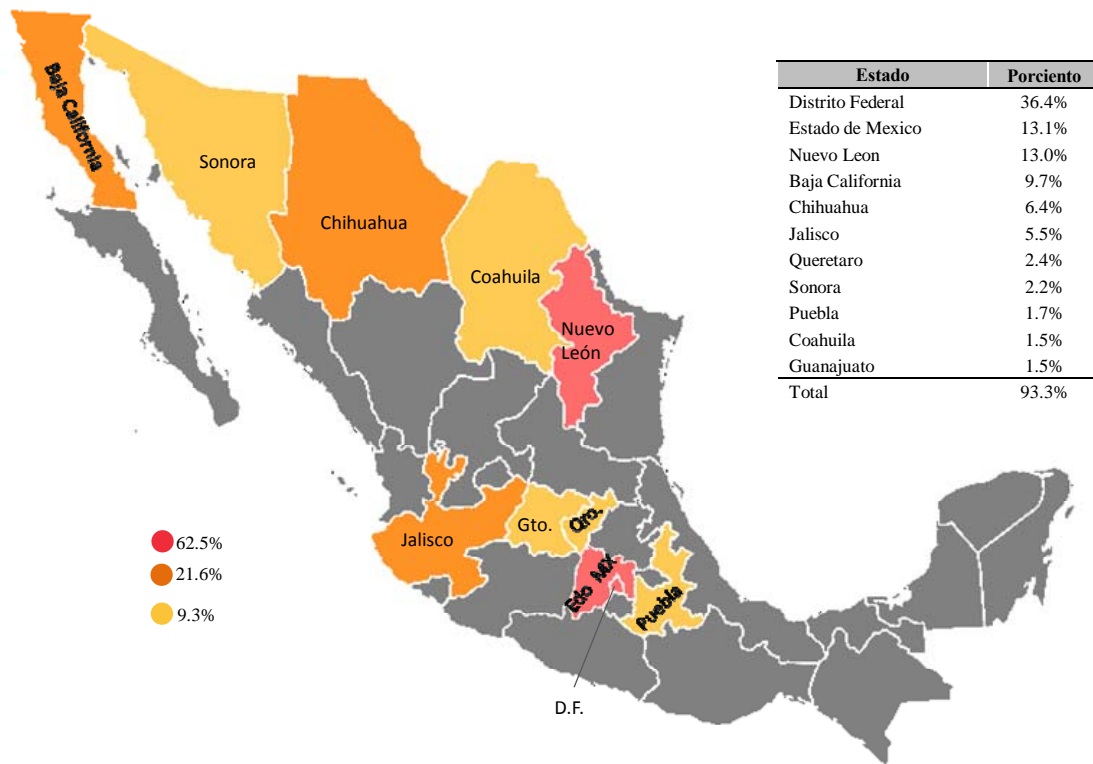 Baja California
Sonora
Chihuahua
Coahuila
Nuevo
León
Jalisco
Gto.
Qro.
Edo MX
Puebla
D.F.
62.5%
21.6%
9.3%
Estado Porciento
Distrito Federal 36.4%
Estado de Mexico 13.1%
Nuevo Leon 13.0%
Baja California 9.7%
Chihuahua 6.4%
Jalisco 5.5%
Queretaro 2.4%
Sonora 2.2%
Puebla 1.7%
Coahuila 1.5%
Guanajuato 1.5%
Total 93.3%